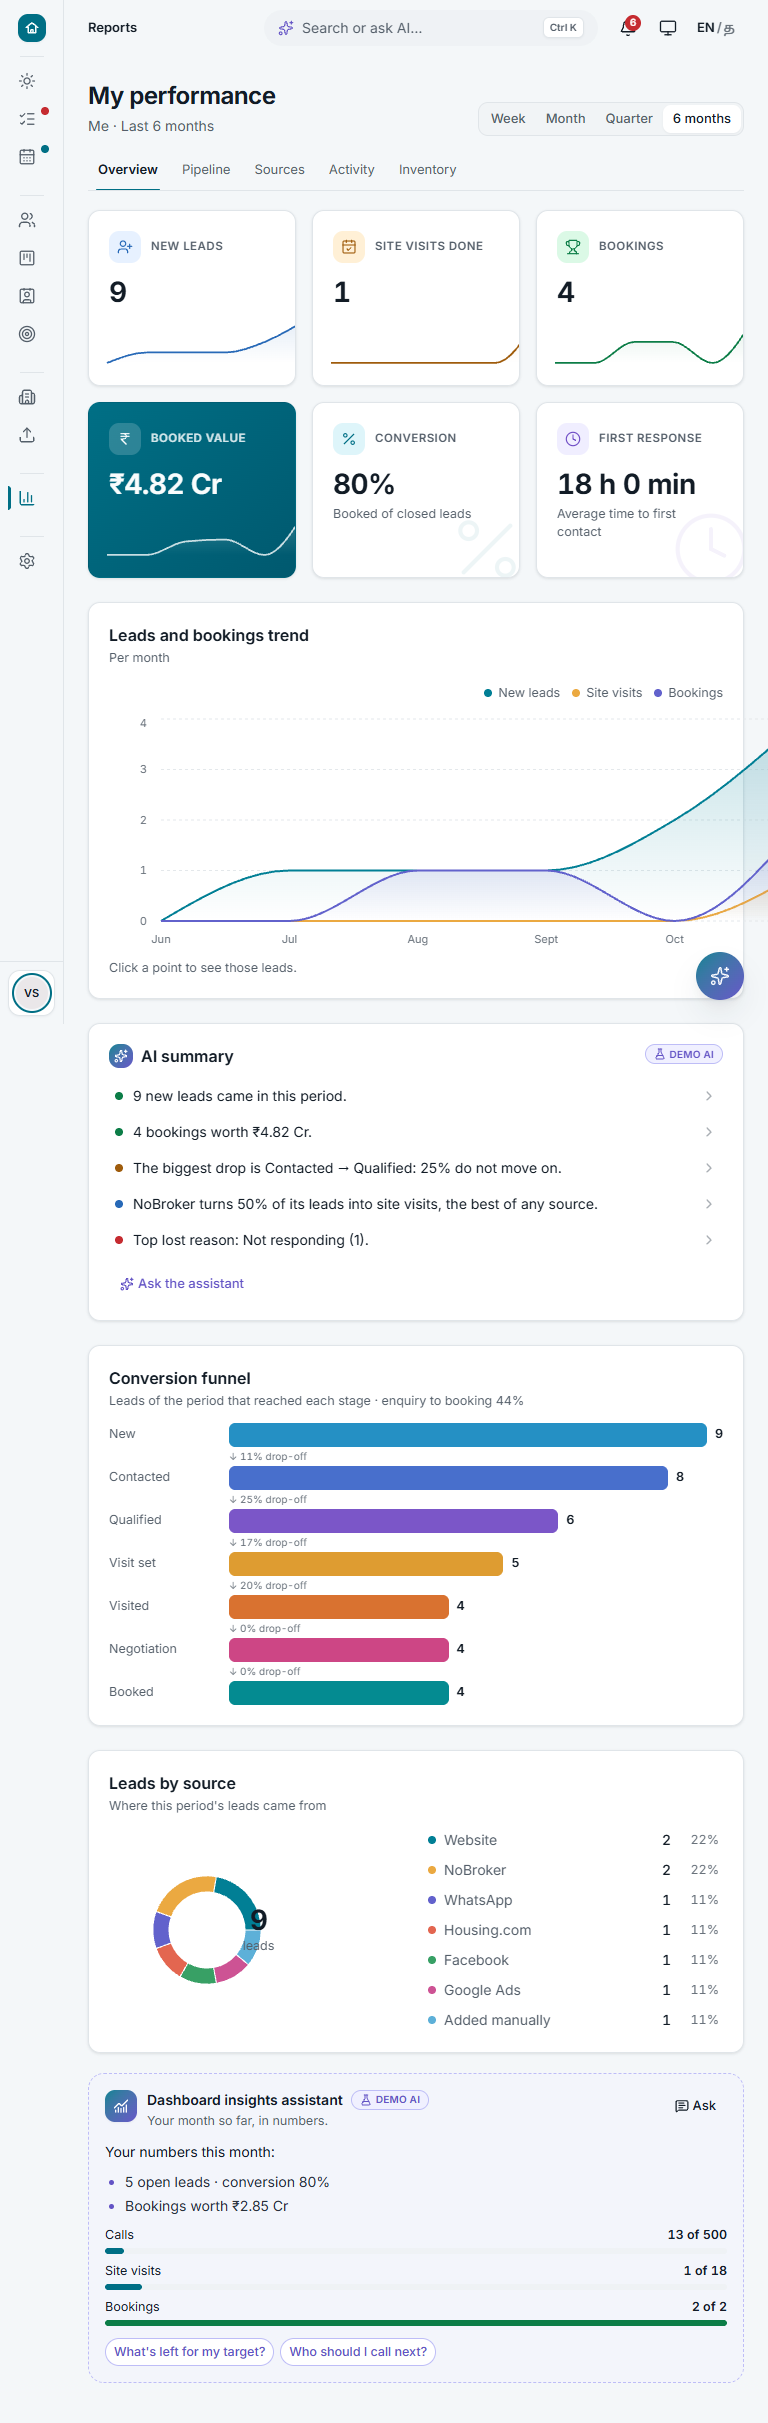 Reports
Search or ask AI...
Ctrl K
6
EN / த
My performance
Me · Last 6 months
Week
Month
Quarter
6 months
Overview
Pipeline
Sources
Activity
Inventory
NEW LEADS
9
SITE VISITS DONE
1
BOOKINGS
4
₹ BOOKED VALUE
₹4.82 Cr
% CONVERSION
80%
Booked of closed leads
FIRST RESPONSE
18 h 0 min
Average time to first
contact
Leads and bookings trend
Per month
New leads
Site visits
Bookings
4
3
2
1
0
Jun
Jul
Aug
Sept
Oct
Click a point to see those leads.
VS
AI summary
DEMO AI
9 new leads came in this period.
4 bookings worth ₹4.82 Cr.
The biggest drop is Contacted → Qualified: 25% do not move on.
NoBroker turns 50% of its leads into site visits, the best of any source.
Top lost reason: Not responding (1).
Ask the assistant
Conversion funnel
Leads of the period that reached each stage · enquiry to booking 44%
New 9
↓ 11% drop-off
Contacted 8
↓ 25% drop-off
Qualified 6
↓ 17% drop-off
Visit set 5
↓ 20% drop-off
Visited 4
↓ 0% drop-off
Negotiation 4
↓ 0% drop-off
Booked 4
Leads by source
Where this period's leads came from
9
leads
Website 2 22%
NoBroker 2 22%
WhatsApp 1 11%
Housing.com 1 11%
Facebook 1 11%
Google Ads 1 11%
Added manually 1 11%
Dashboard insights assistant
DEMO AI
Ask
Your month so far, in numbers.
Your numbers this month:
• 5 open leads · conversion 80%
• Bookings worth ₹2.85 Cr
Calls 13 of 500
Site visits 1 of 18
Bookings 2 of 2
What's left for my target?
Who should I call next?